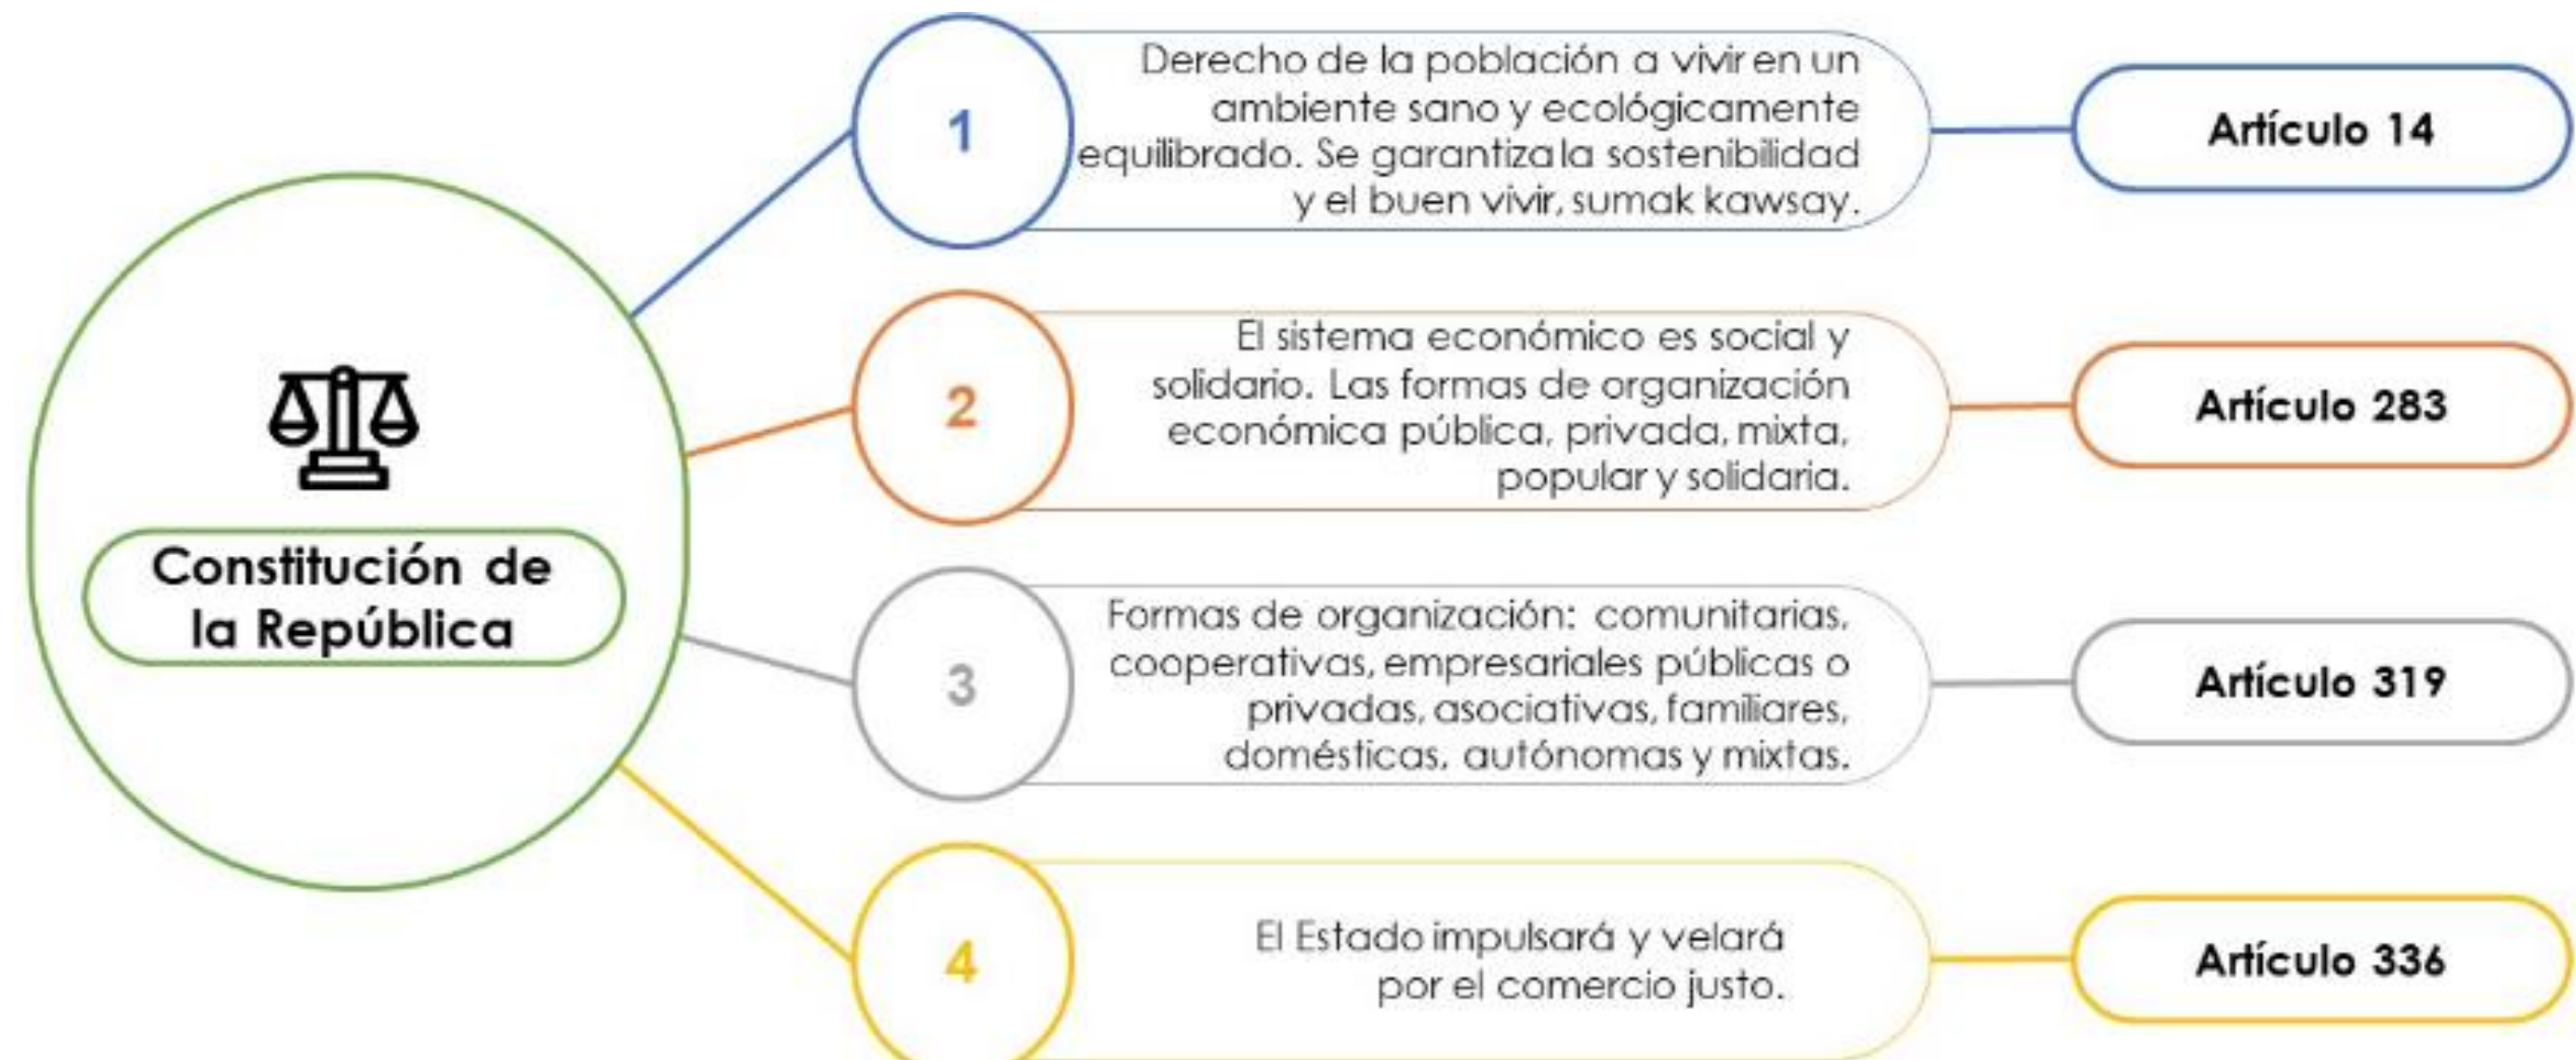 Constitución de
la República
1
Derecho de la población a vivir en un
ambiente sano y ecológicamente
equilibrado. Se garantiza la sostenibilidad
y el buen vivir, sumak kawsay.
Artículo 14
2
El sistema económico es social y
solidario. Las formas de organización
económica pública, privada, mixta,
popular y solidaria.
Artículo 283
3
Formas de organización: comunitarias,
cooperativas, empresariales públicas o
privadas, asociativas, familiares,
domésticas, autónomas y mixtas.
Artículo 319
4
El Estado impulsará y velará
por el comercio justo.
Artículo 336